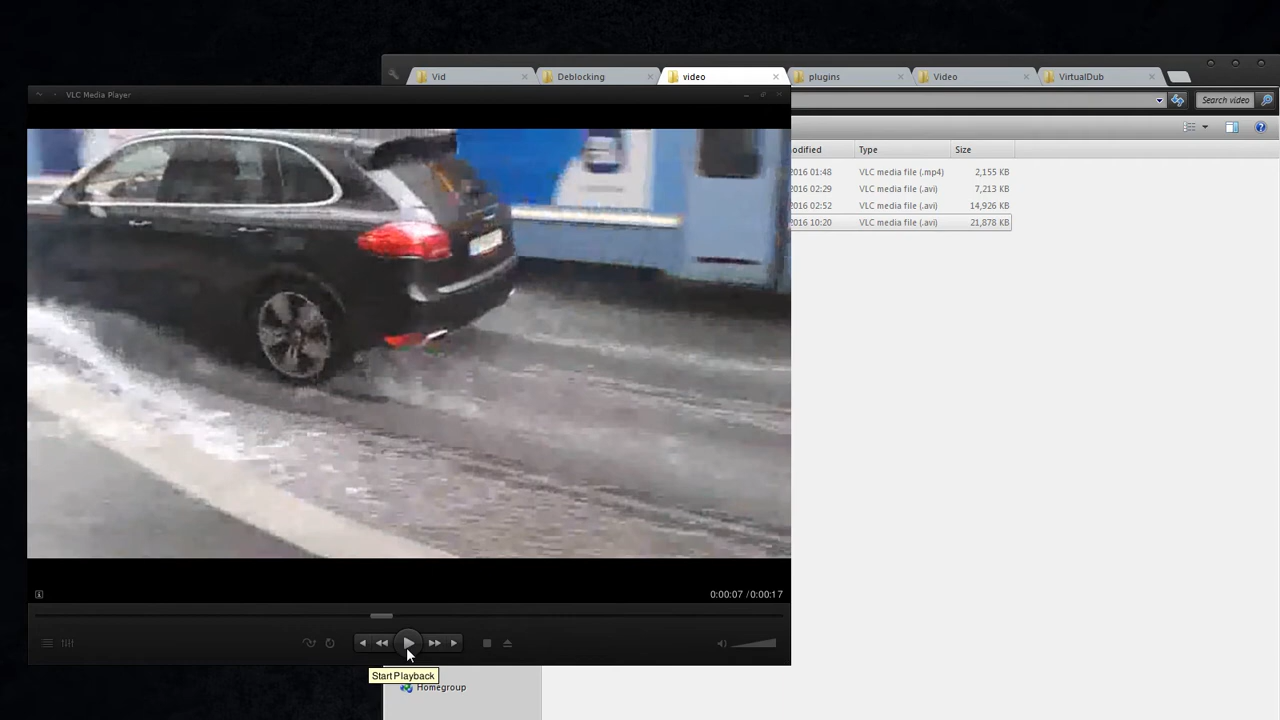 Vid
Deblocking
video
plugins
Video
VirtualDub
VLC Media Player
Search video
odified
Type
Size
2016 01:48
VLC media file (.mp4)
2,155 KB
2016 02:29
VLC media file (.avi)
7,213 KB
2016 02:52
VLC media file (.avi)
14,926 KB
2016 10:20
VLC media file (.avi)
21,878 KB
0:00:07 /0:00:17
Start Playback
Homegroup